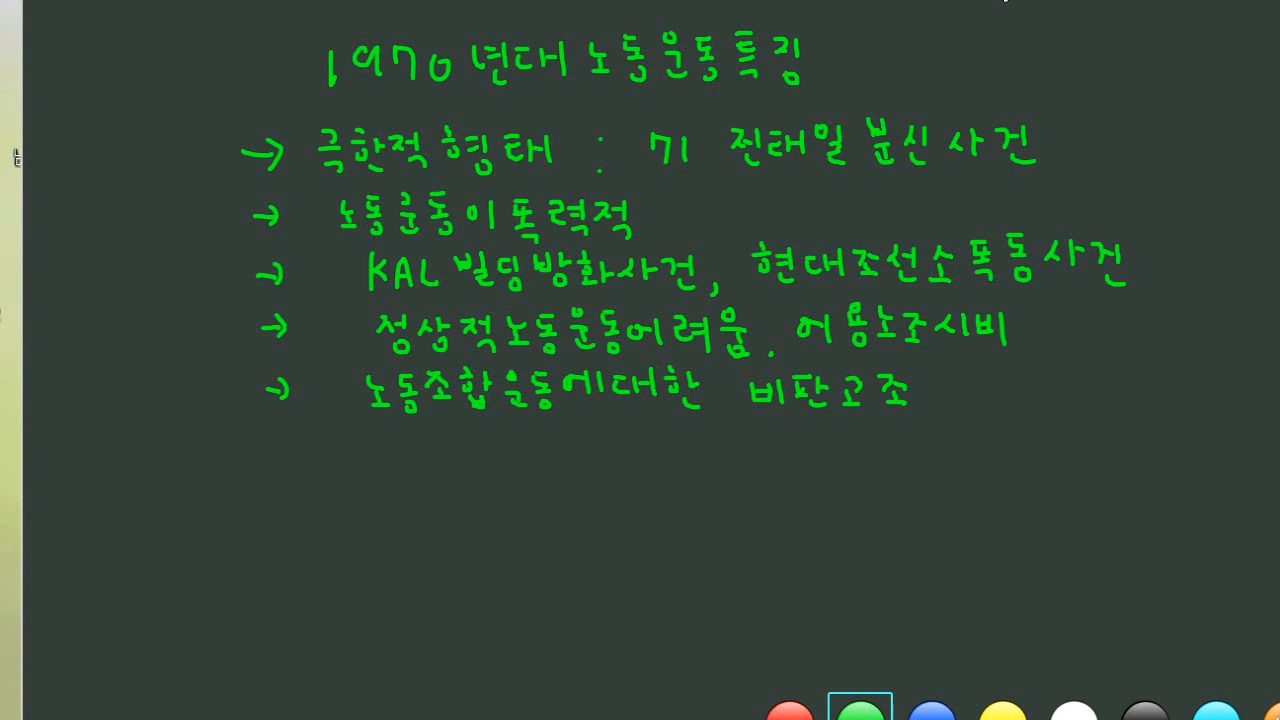 1970년대 노동운동특징
→ 극한적 형태 : 71 전태일 분신사건
→ 노동운동이폭력적
→ KAL 빌딩방화사건, 현대조선소폭동사건
→ 정상적노동운동어려움. 어용노조시비
→ 노동조합운동에대한 비판고조